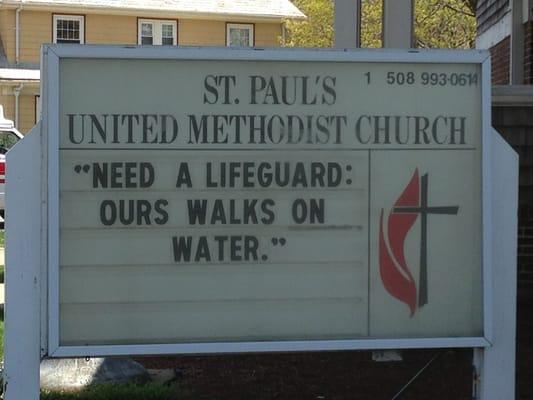 ST. PAUL'S 1 508 993-0614
UNITED METHODIST CHURCH
"NEED A LIFEGUARD:
OURS WALKS ON
WATER."